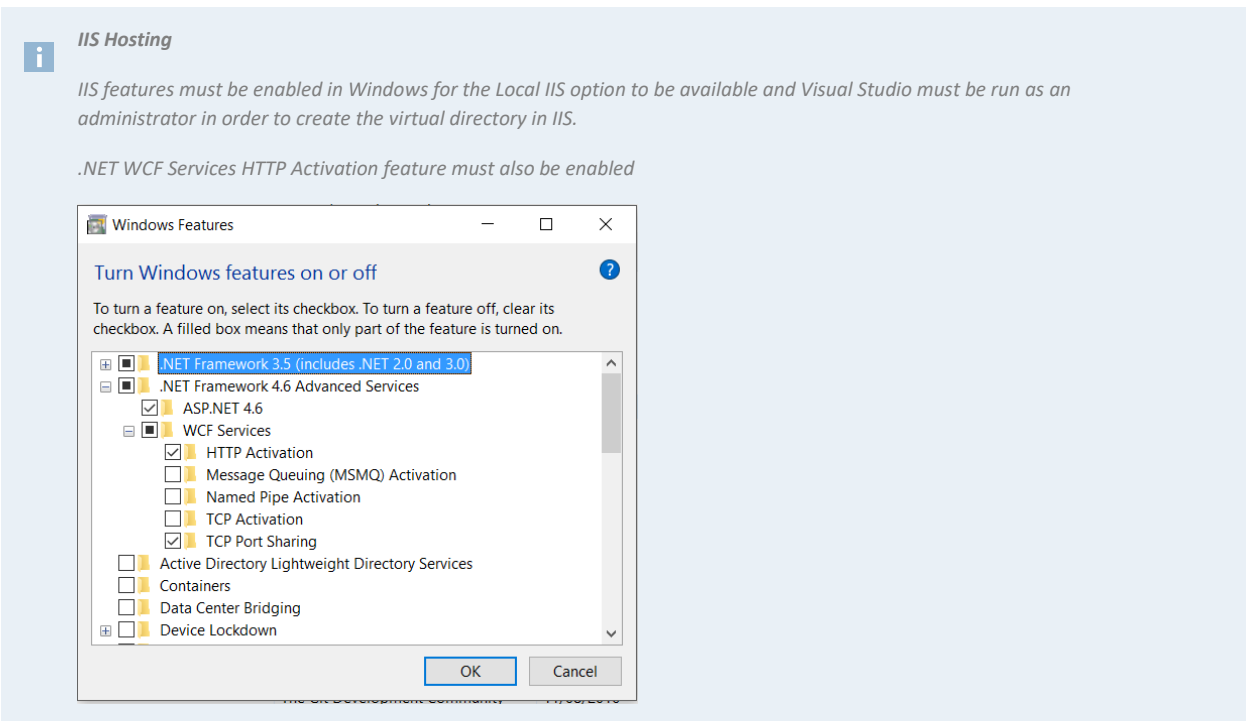 IIS Hosting
i
IIS features must be enabled in Windows for the Local IIS option to be available and Visual Studio must be run as an
administrator in order to create the virtual directory in IIS.
.NET WCF Services HTTP Activation feature must also be enabled
Windows Features
Turn Windows features on or off
?
To turn a feature on, select its checkbox. To turn a feature off, clear its
checkbox. A filled box means that only part of the feature is turned on.
.NET Framework 3.5 (includes .NET 2.0 and 3.0)
.NET Framework 4.6 Advanced Services
ASP.NET 4.6
WCF Services
HTTP Activation
Message Queuing (MSMQ) Activation
Named Pipe Activation
TCP Activation
TCP Port Sharing
Active Directory Lightweight Directory Services
Containers
Data Center Bridging
Device Lockdown
OK Cancel
The Git Development Community